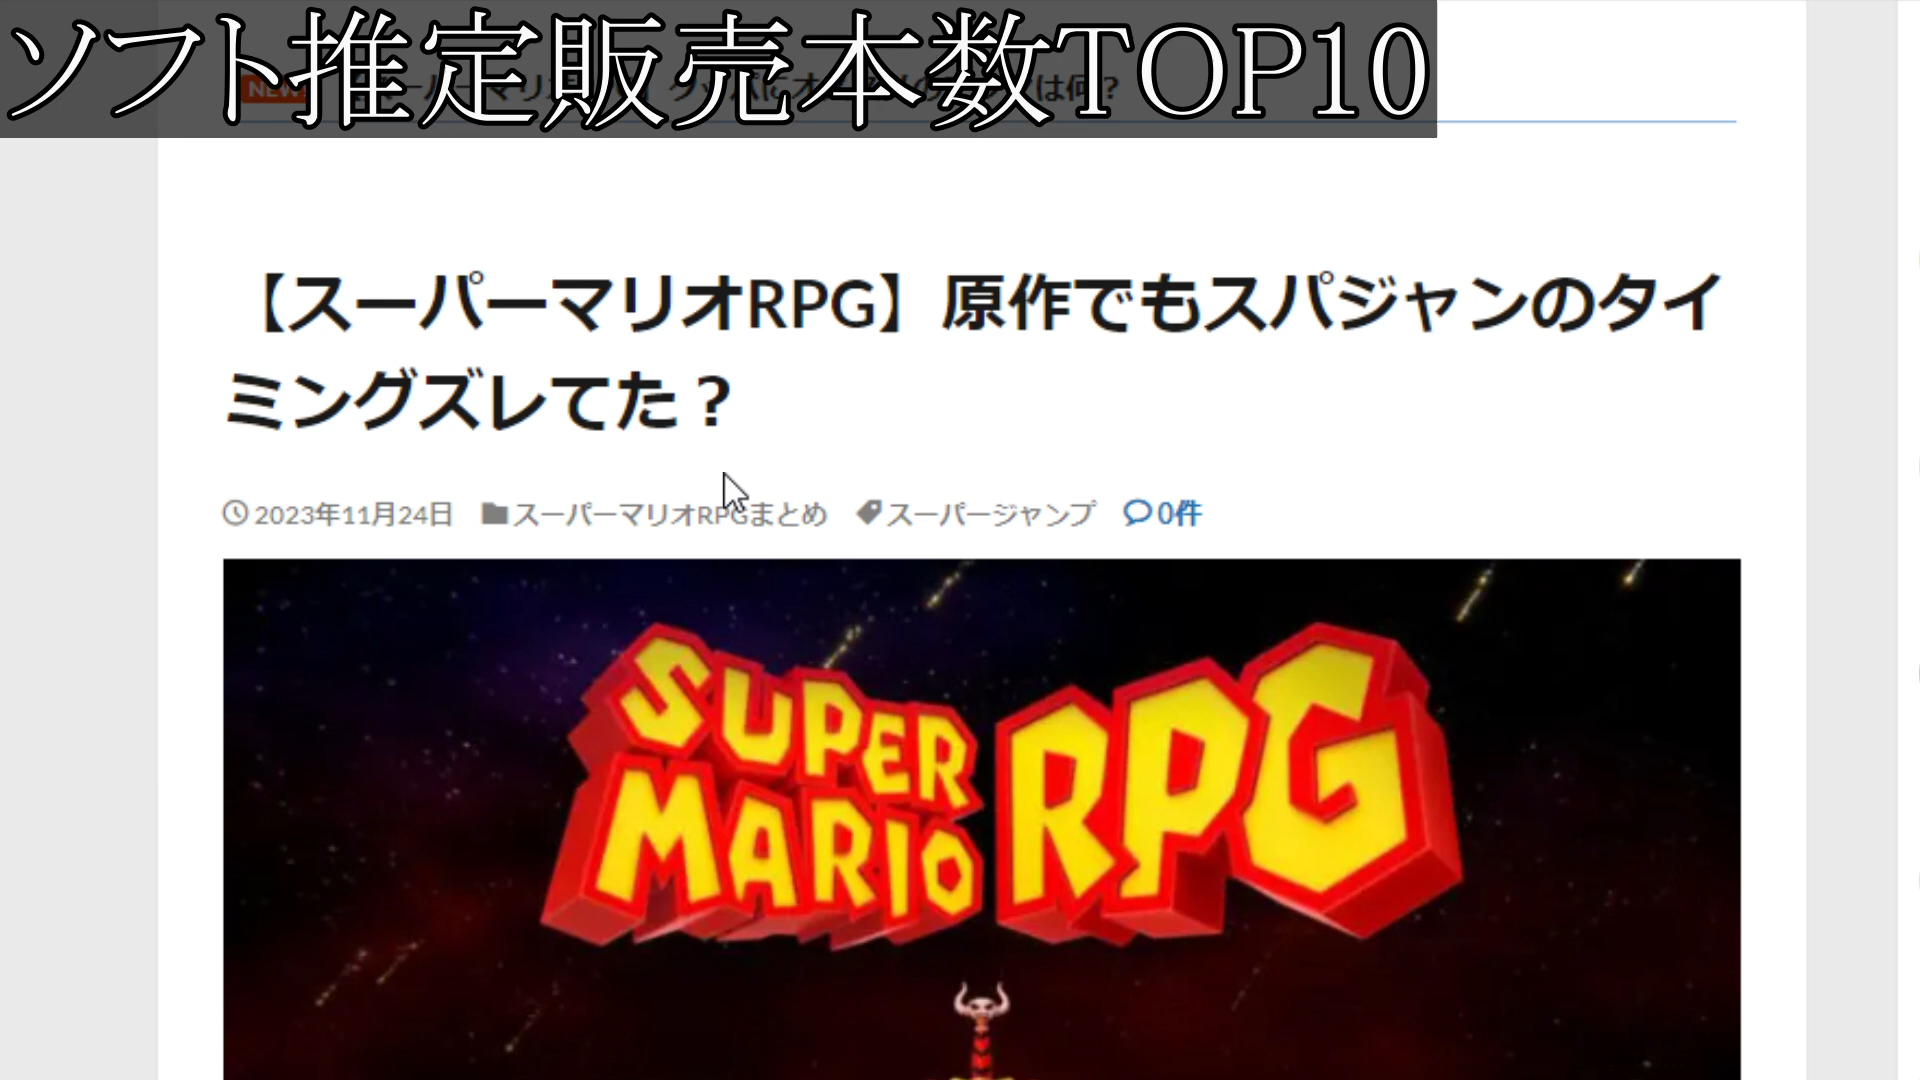 ソフト推定販売本数TOP10
【スーパーマリオRPG】原作でもスパジャンのタイ
ミングズレてた？
2023年11月24日 スーパーマリオRPGまとめ スーパージャンプ 0件
SUPER
MARIO RPG